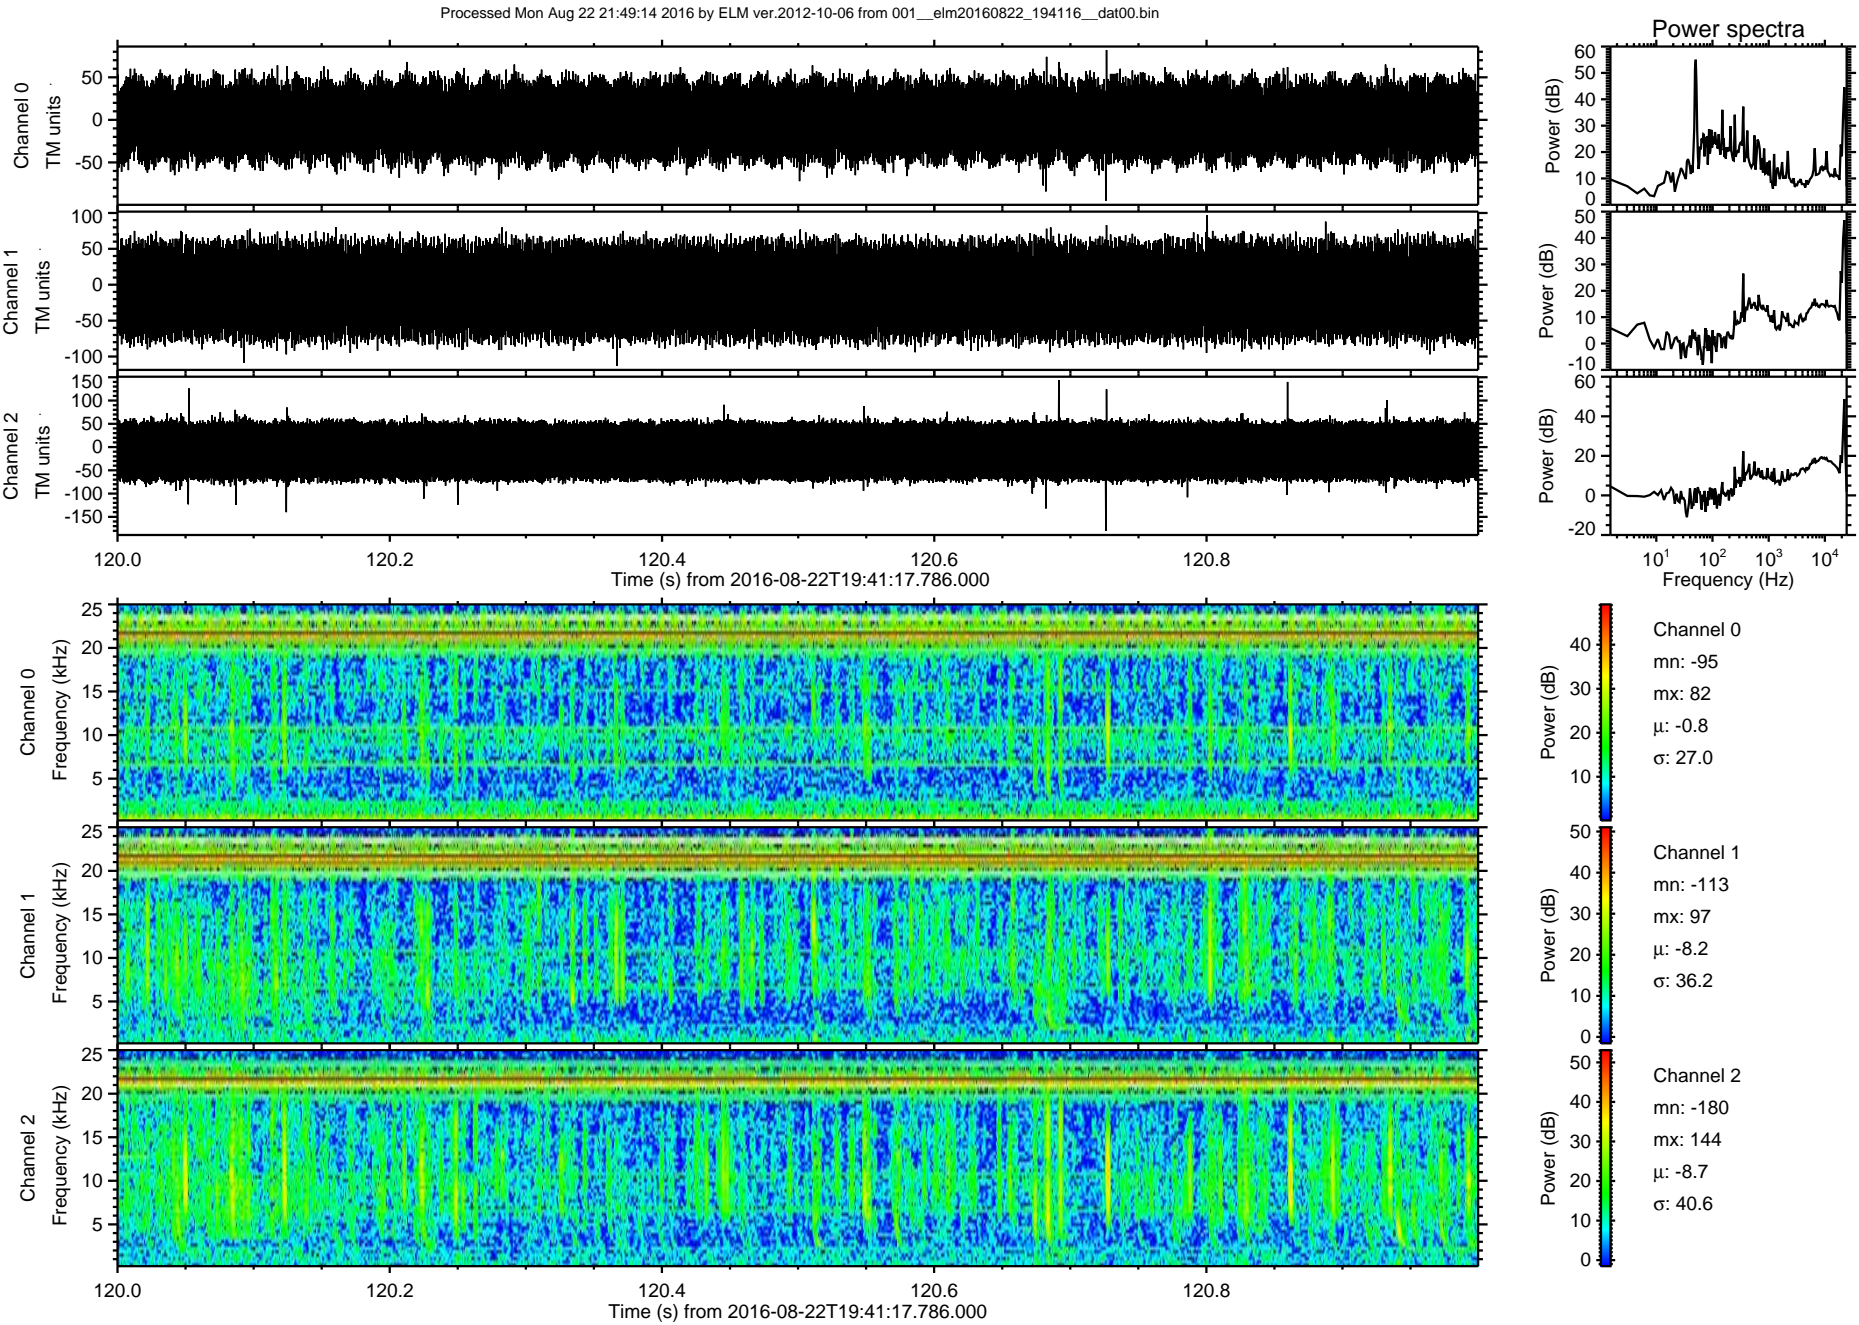 Processed Mon Aug 22 21:49:14 2016 by ELM ver.2012-10-06 from 001__elm20160822_194116__dat00.bin
Power spectra
Channel 0
TM units
50
0
-50
Power (dB)
60
50
40
30
20
10
0
Channel 1
TM units
100
50
0
-50
-100
Power (dB)
50
40
30
20
10
0
-10
Channel 2
TM units
150
100
50
0
-50
-100
-150
Power (dB)
60
40
20
0
-20
120.0 120.2 120.4 120.6 120.8
Time (s) from 2016-08-22T19:41:17.786.000
10¹ 10² 10³ 10⁴
Frequency (Hz)
Channel 0
Frequency (kHz)
25
20
15
10
5
Power (dB)
40
30
20
10
Channel 0
mn: -95
mx: 82
μ: -0.8
σ: 27.0
Channel 1
Frequency (kHz)
25
20
15
10
5
Power (dB)
50
40
30
20
10
0
Channel 1
mn: -113
mx: 97
μ: -8.2
σ: 36.2
Channel 2
Frequency (kHz)
25
20
15
10
5
Power (dB)
50
40
30
20
10
0
Channel 2
mn: -180
mx: 144
μ: -8.7
σ: 40.6
120.0 120.2 120.4 120.6 120.8
Time (s) from 2016-08-22T19:41:17.786.000